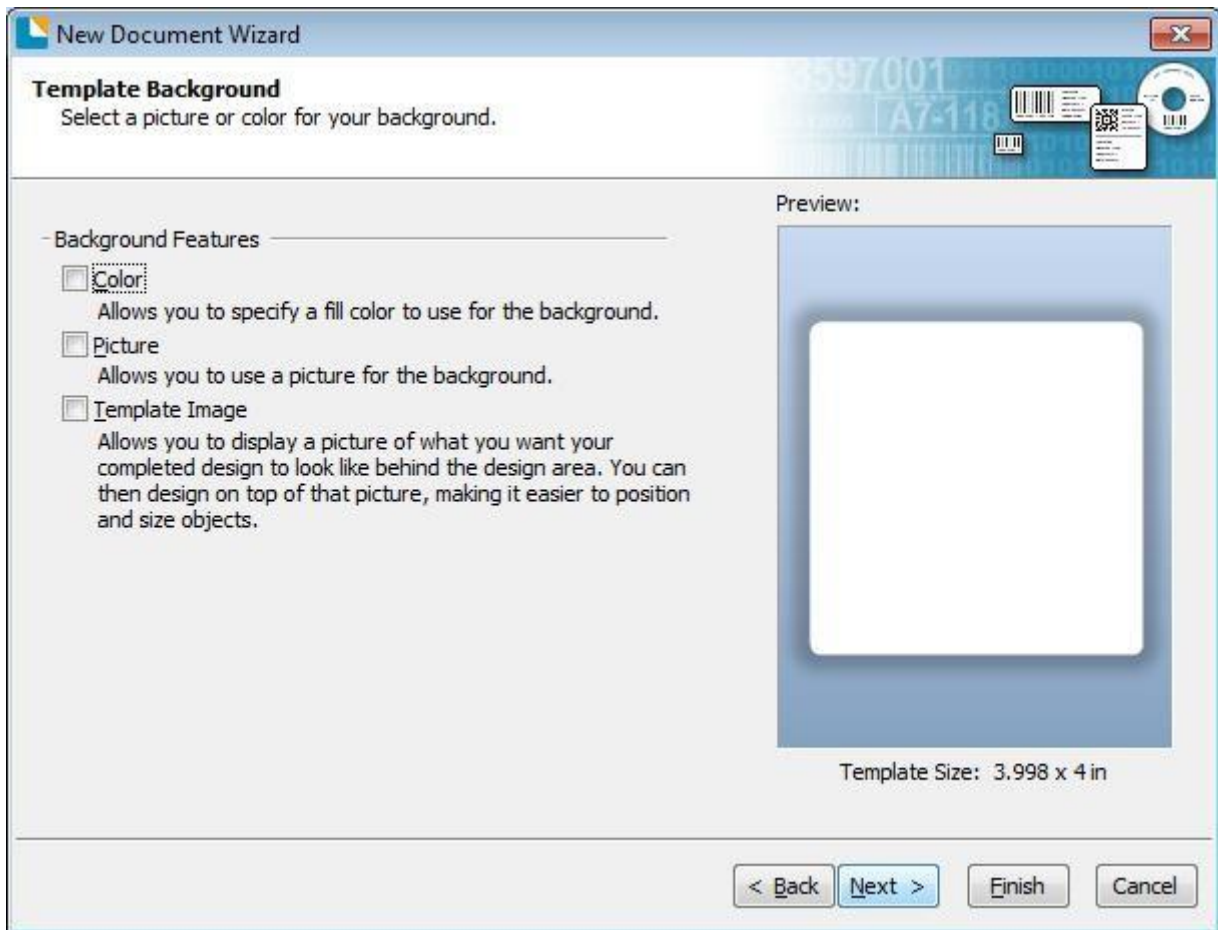 New Document Wizard
Template Background
Select a picture or color for your background.
3597001
A7-118
Preview:
Background Features
Color
Allows you to specify a fill color to use for the background.
Picture
Allows you to use a picture for the background.
Template Image
Allows you to display a picture of what you want your
completed design to look like behind the design area. You can
then design on top of that picture, making it easier to position
and size objects.
Template Size: 3.998 x 4 in
< Back
Next >
Finish
Cancel